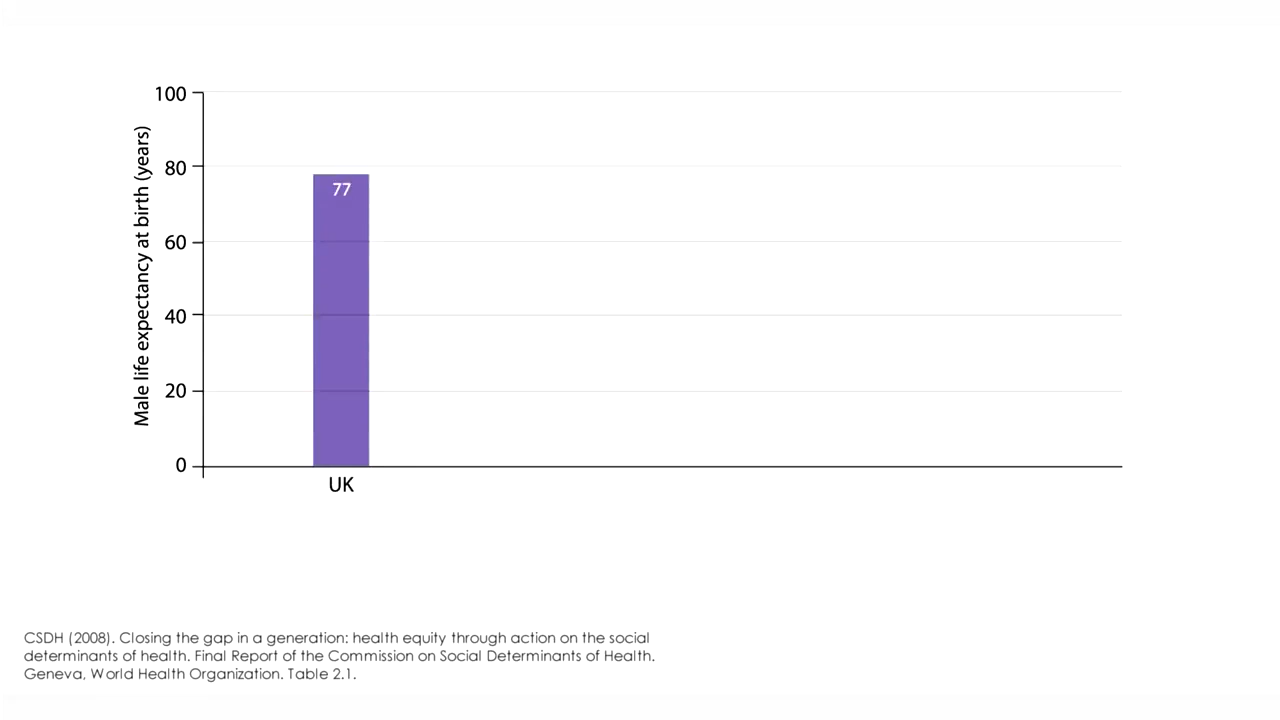 100
80
60
40
20
0
Male life expectancy at birth (years)
77
UK
CSDH (2008). Closing the gap in a generation: health equity through action on the social
determinants of health. Final Report of the Commission on Social Determinants of Health.
Geneva, World Health Organization. Table 2.1.